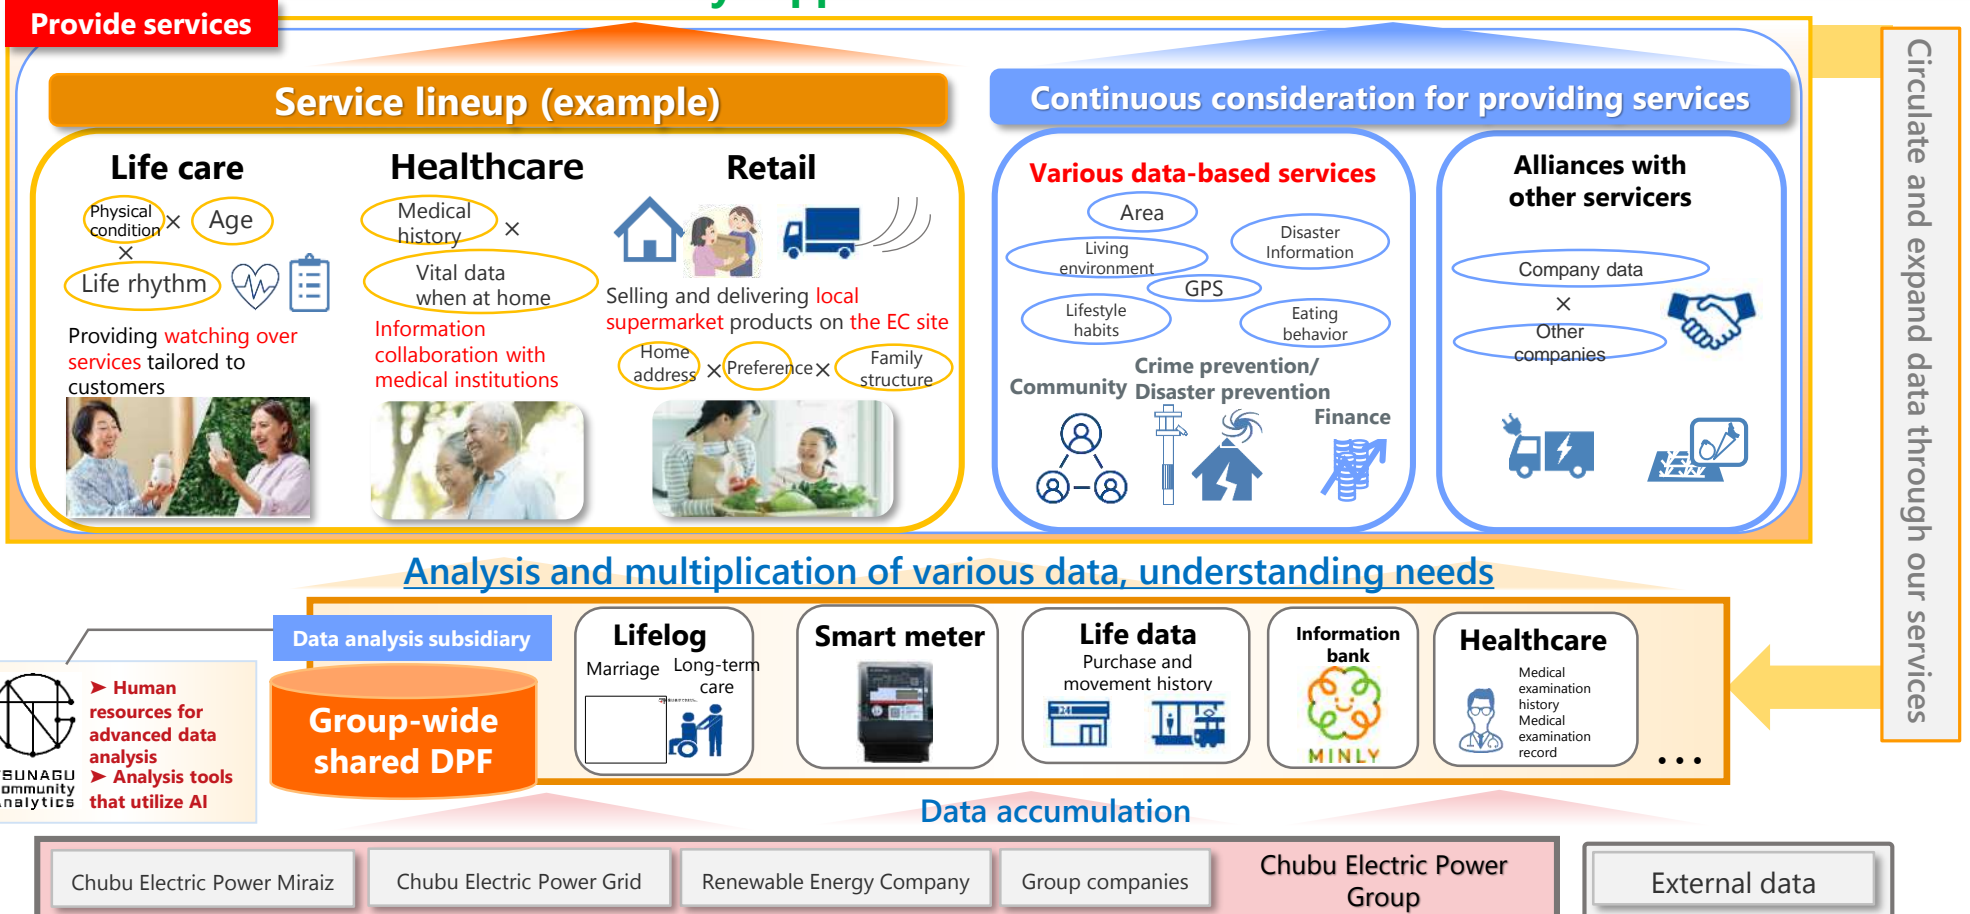 Provide services
Service lineup (example)
Continuous consideration for providing services
Life care
Physical
condition
×
Age
×
Life rhythm
Providing watching over
services tailored to
customers
Healthcare
Medical
history
×
Vital data
when at home
Information
collaboration with
medical institutions
Retail
Selling and delivering local
supermarket products on the EC site
Home
address
×
Preference
×
Family
structure
Various data-based services
Area
Disaster
Information
Living
environment
GPS
Lifestyle
habits
Eating
behavior
Community
Crime prevention/
Disaster prevention
Finance
Alliances with
other servicers
Company data
×
Other
companies
Circulate and expand data through our services
Analysis and multiplication of various data, understanding needs
Data analysis subsidiary
Group-wide
shared DPF
➤ Human
resources for
advanced data
analysis
➤ Analysis tools
that utilize AI
Lifelog
Marriage
Long-term
care
Smart meter
Life data
Purchase and
movement history
Information
bank
MINLY
Healthcare
Medical
examination
history
Medical
examination
record
...
Data accumulation
Chubu Electric Power Miraiz
Chubu Electric Power Grid
Renewable Energy Company
Group companies
Chubu Electric Power
Group
External data